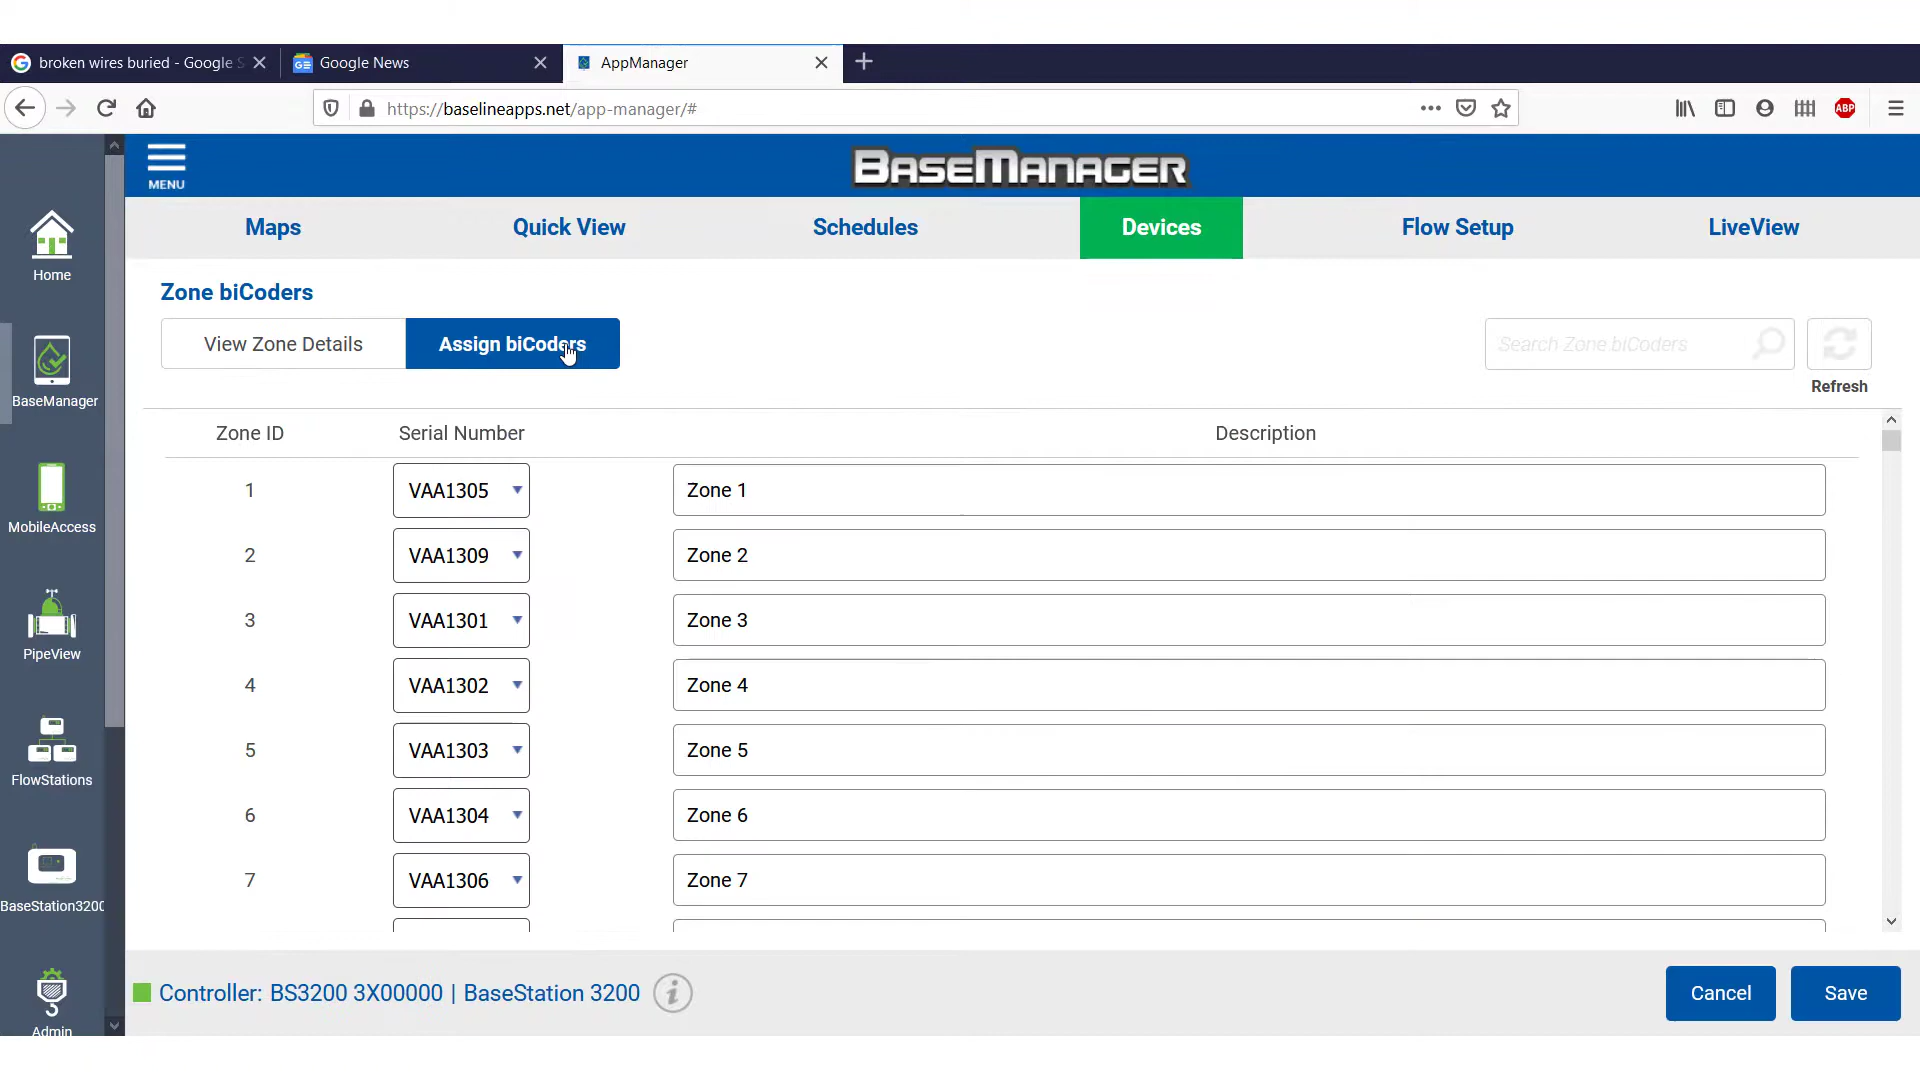 broken wires buried - Google S
Google News
AppManager
https://baselineapps.net/app-manager/#
ABP
MENU
BASEMANAGER
Maps
Quick View
Schedules
Devices
Flow Setup
LiveView
Home
BaseManager
MobileAccess
PipeView
FlowStations
BaseStation3200
Admin
Zone biCoders
View Zone Details
Assign biCoders
Search Zone biCoders
Refresh
Zone ID Serial Number Description
1 VAA1305 Zone 1
2 VAA1309 Zone 2
3 VAA1301 Zone 3
4 VAA1302 Zone 4
5 VAA1303 Zone 5
6 VAA1304 Zone 6
7 VAA1306 Zone 7
Controller: BS3200 3X00000 | BaseStation 3200
Cancel
Save